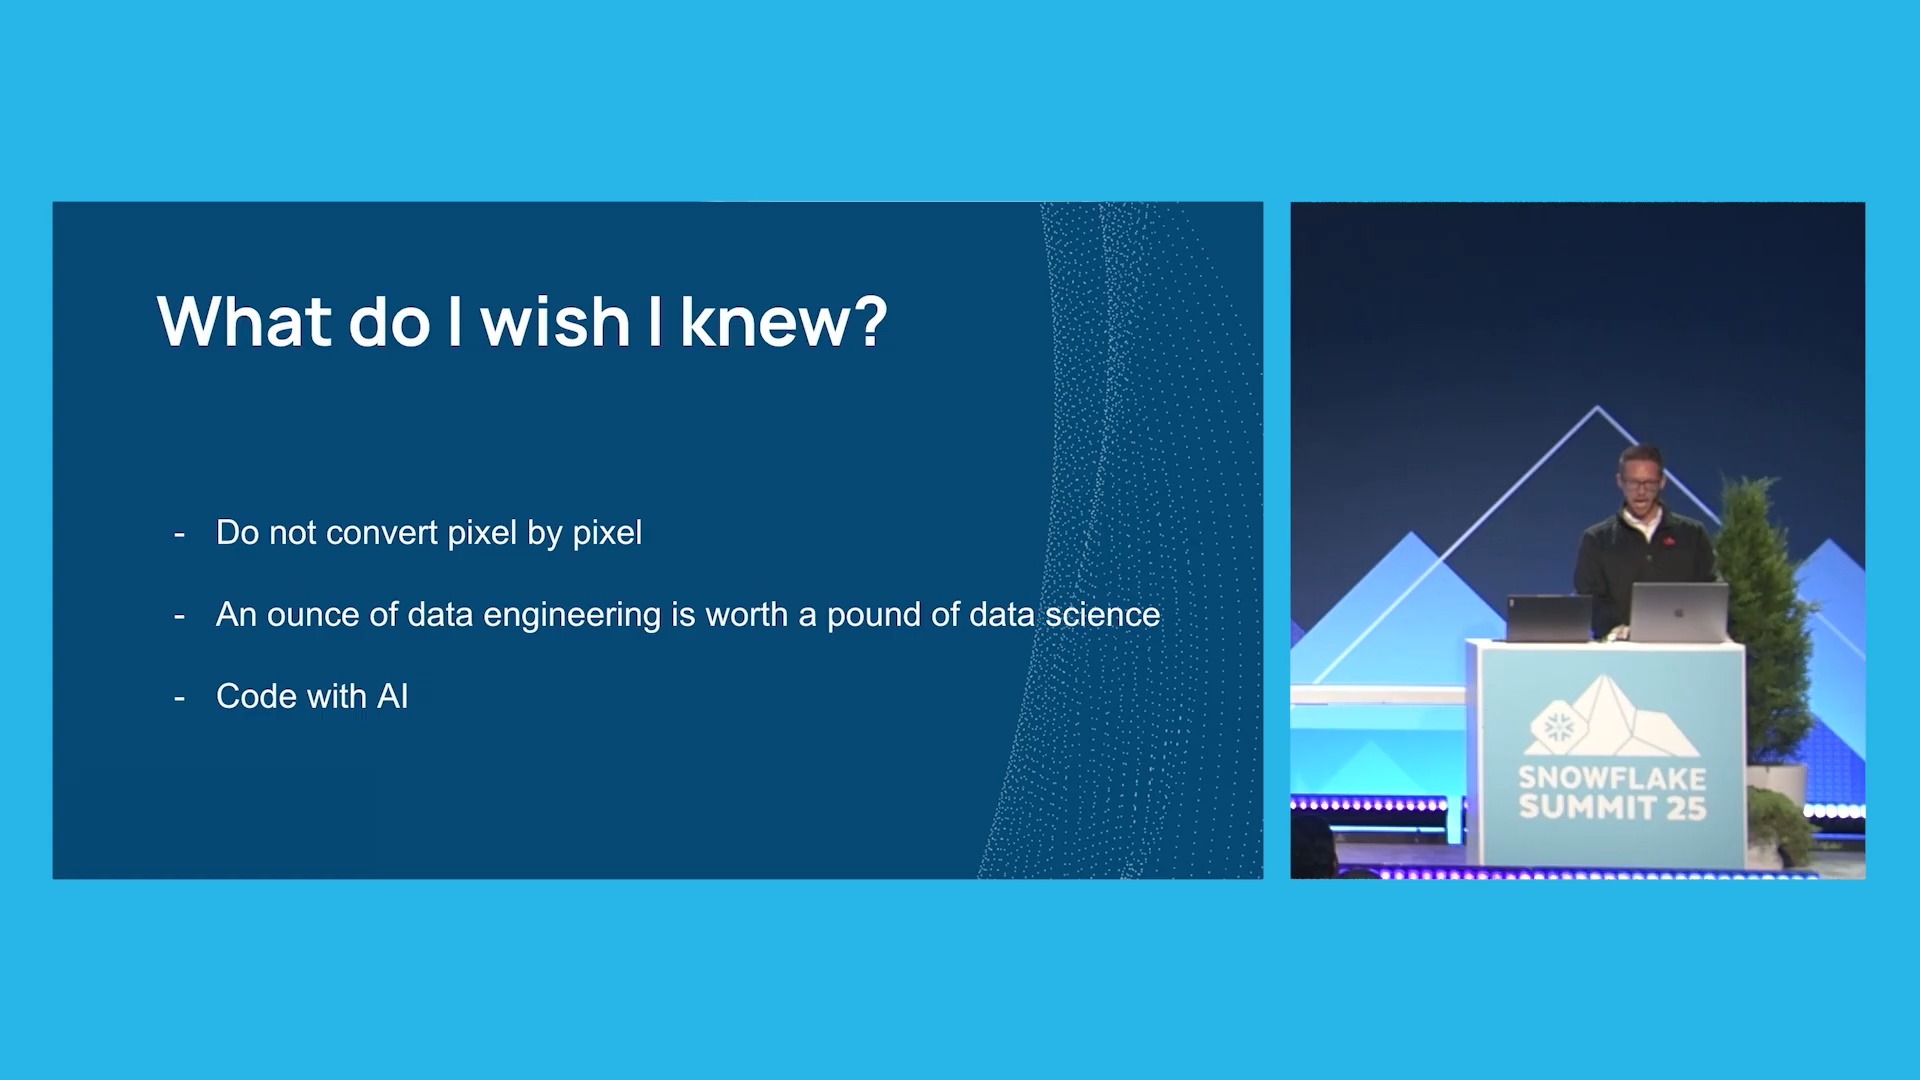 What do I wish I knew?
- Do not convert pixel by pixel
- An ounce of data engineering is worth a pound of data science
- Code with AI
SNOWFLAKE
SUMMIT 25